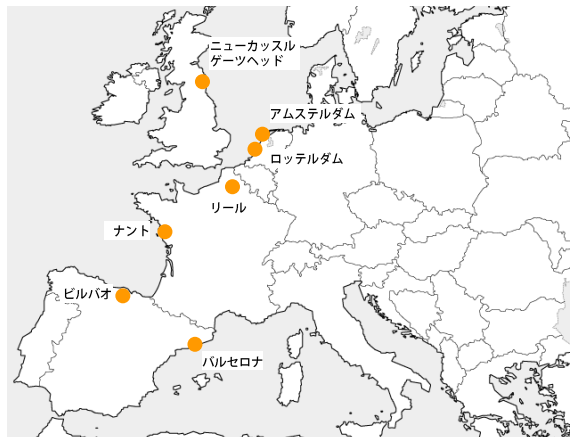 ニューカッスル
ゲーツヘッド
アムステルダム
ロッテルダム
リール
ナント
ビルバオ
バルセロナ